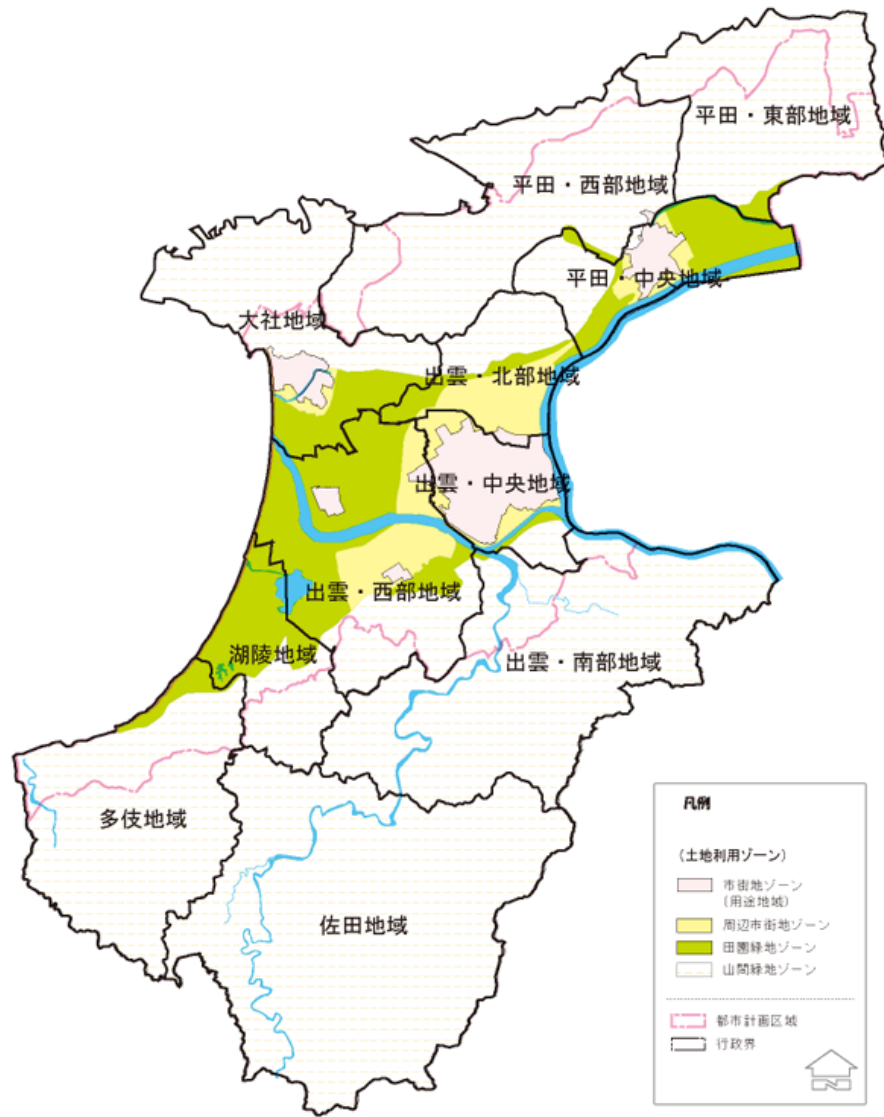 平田・東部地域
平田・西部地域
平田・中央地域
大社地域
出雲・北部地域
出雲・中央地域
出雲・西部地域
湖陵地域
出雲・南部地域
多伎地域
佐田地域
凡例
(土地利用ゾーン)
市街地ゾーン
(用途地域)
周辺市街地ゾーン
田園緑地ゾーン
山間緑地ゾーン
都市計画区域
行政界